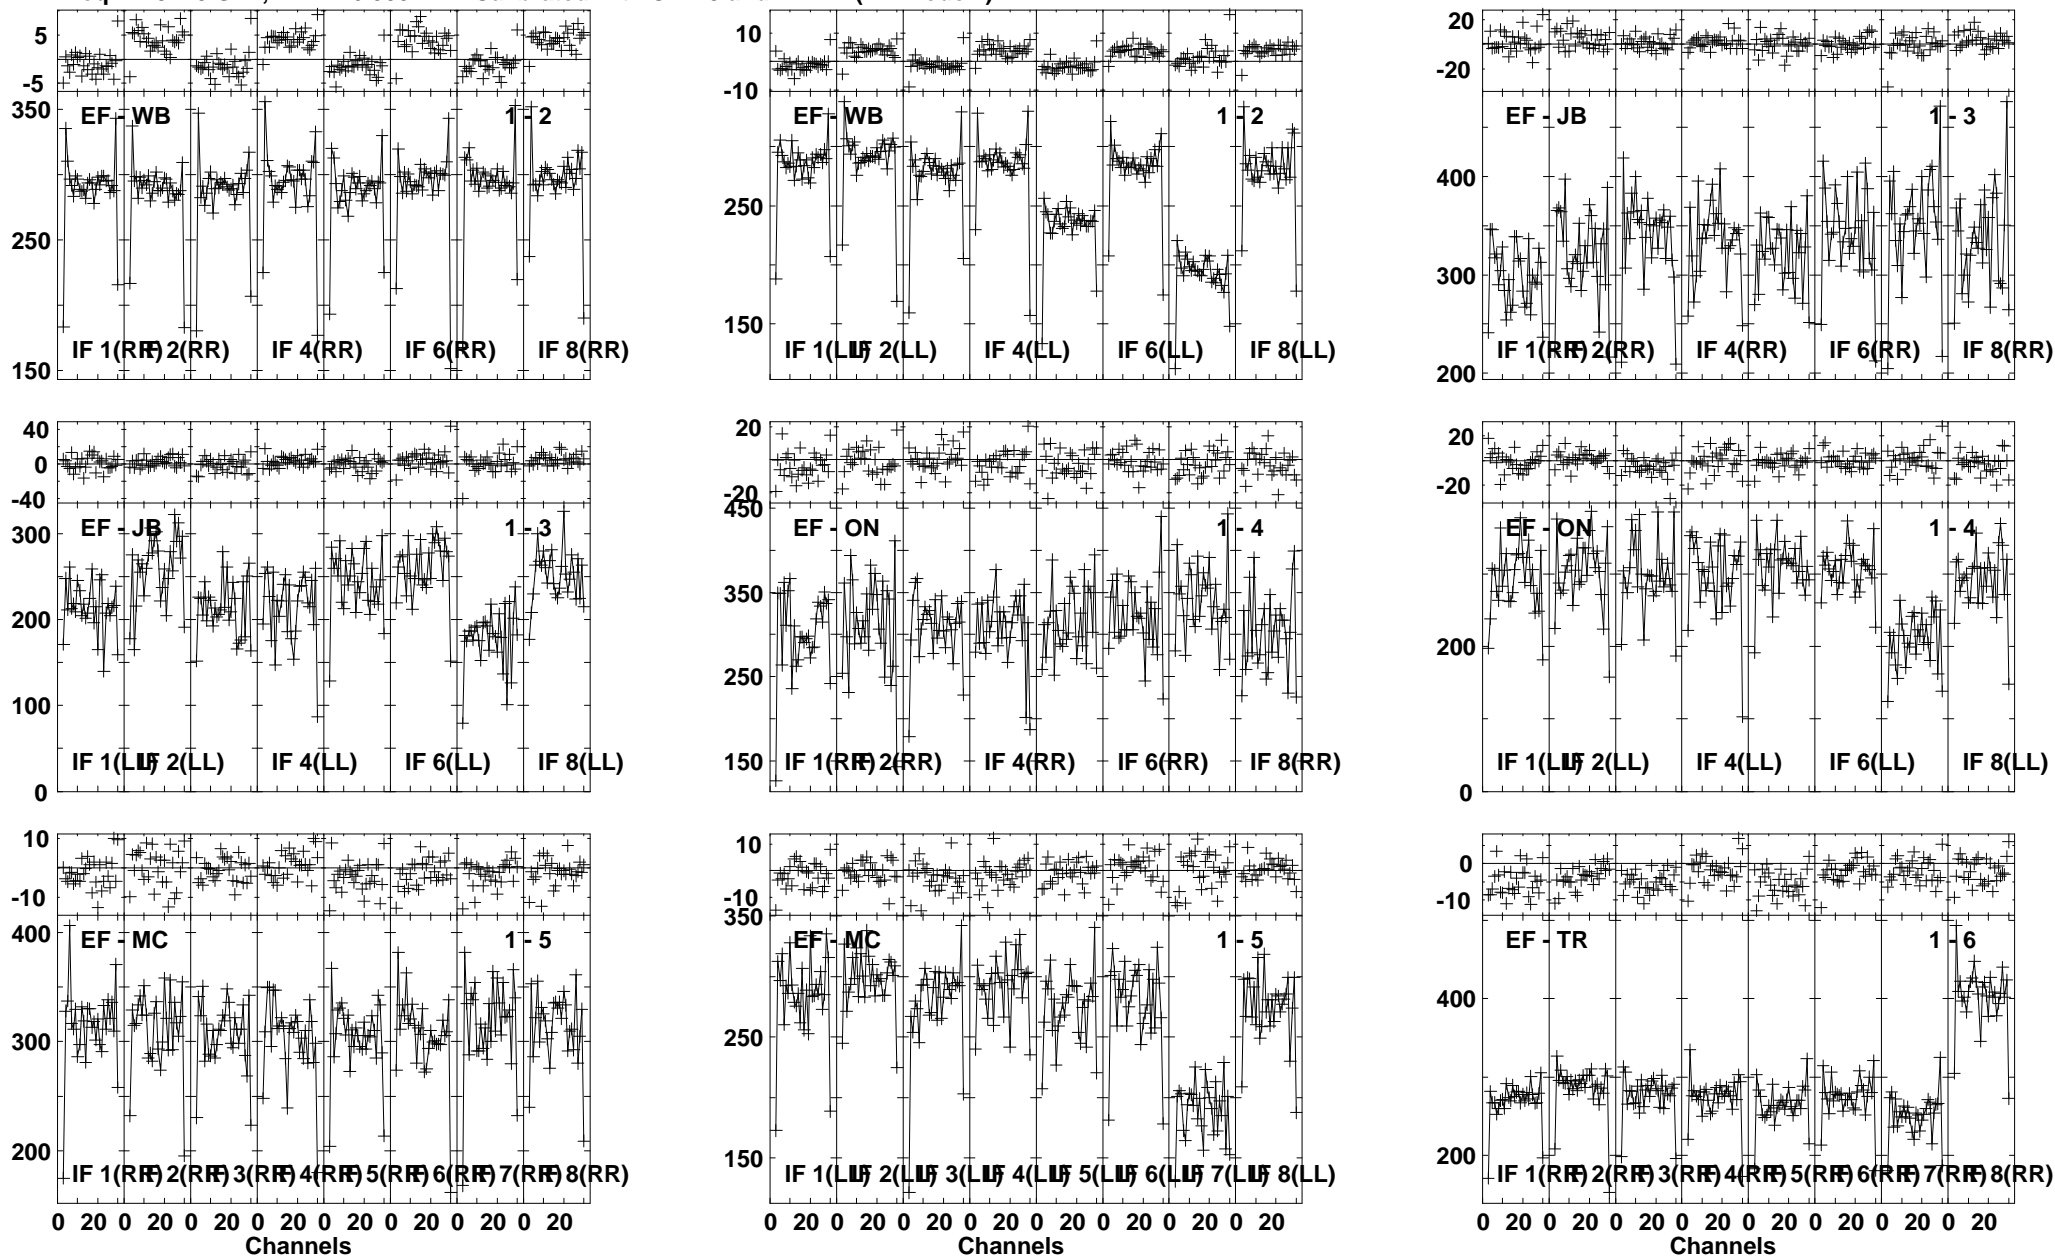 5
-5
350
EF - WB 1 - 2
250
IF 1(RR) IF 2(RR) IF 4(RR) IF 6(RR) IF 8(RR)
150
10
-10
EF - WB 1 - 2
250
150
IF 1(LL) IF 2(LL) IF 4(LL) IF 6(LL) IF 8(LL)
20
-20
EF - JB 1 - 3
400
300
IF 1(RR) IF 2(RR) IF 4(RR) IF 6(RR) IF 8(RR)
200
40
0
-40
300
EF - JB 1 - 3
200
100
IF 1(LL) IF 2(LL) IF 4(LL) IF 6(LL) IF 8(LL)
0
20
-20
450
EF - ON 1 - 4
350
250
150
IF 1(RR) IF 2(RR) IF 4(RR) IF 6(RR) IF 8(RR)
20
-20
EF - ON 1 - 4
200
IF 1(LL) IF 2(LL) IF 4(LL) IF 6(LL) IF 8(LL)
0
10
-10
400
EF - MC 1 - 5
300
200
IF 1(RR) IF 2(RR) IF 3(RR) IF 4(RR) IF 5(RR) IF 6(RR) IF 7(RR) IF 8(RR)
0 20 0 20 0 20 0 20 0 20 0 20 0 20 0 20
Channels
10
-10
350
EF - MC 1 - 5
250
150
IF 1(LL) IF 2(LL) IF 3(LL) IF 4(LL) IF 5(LL) IF 6(LL) IF 7(LL) IF 8(LL)
0 20 0 20 0 20 0 20 0 20 0 20 0 20 0 20
Channels
0
-10
EF - TR 1 - 6
400
200
IF 1(RR) IF 2(RR) IF 3(RR) IF 4(RR) IF 5(RR) IF 6(RR) IF 7(RR) IF 8(RR)
0 20 0 20 0 20 0 20 0 20 0 20 0 20 0 20
Channels